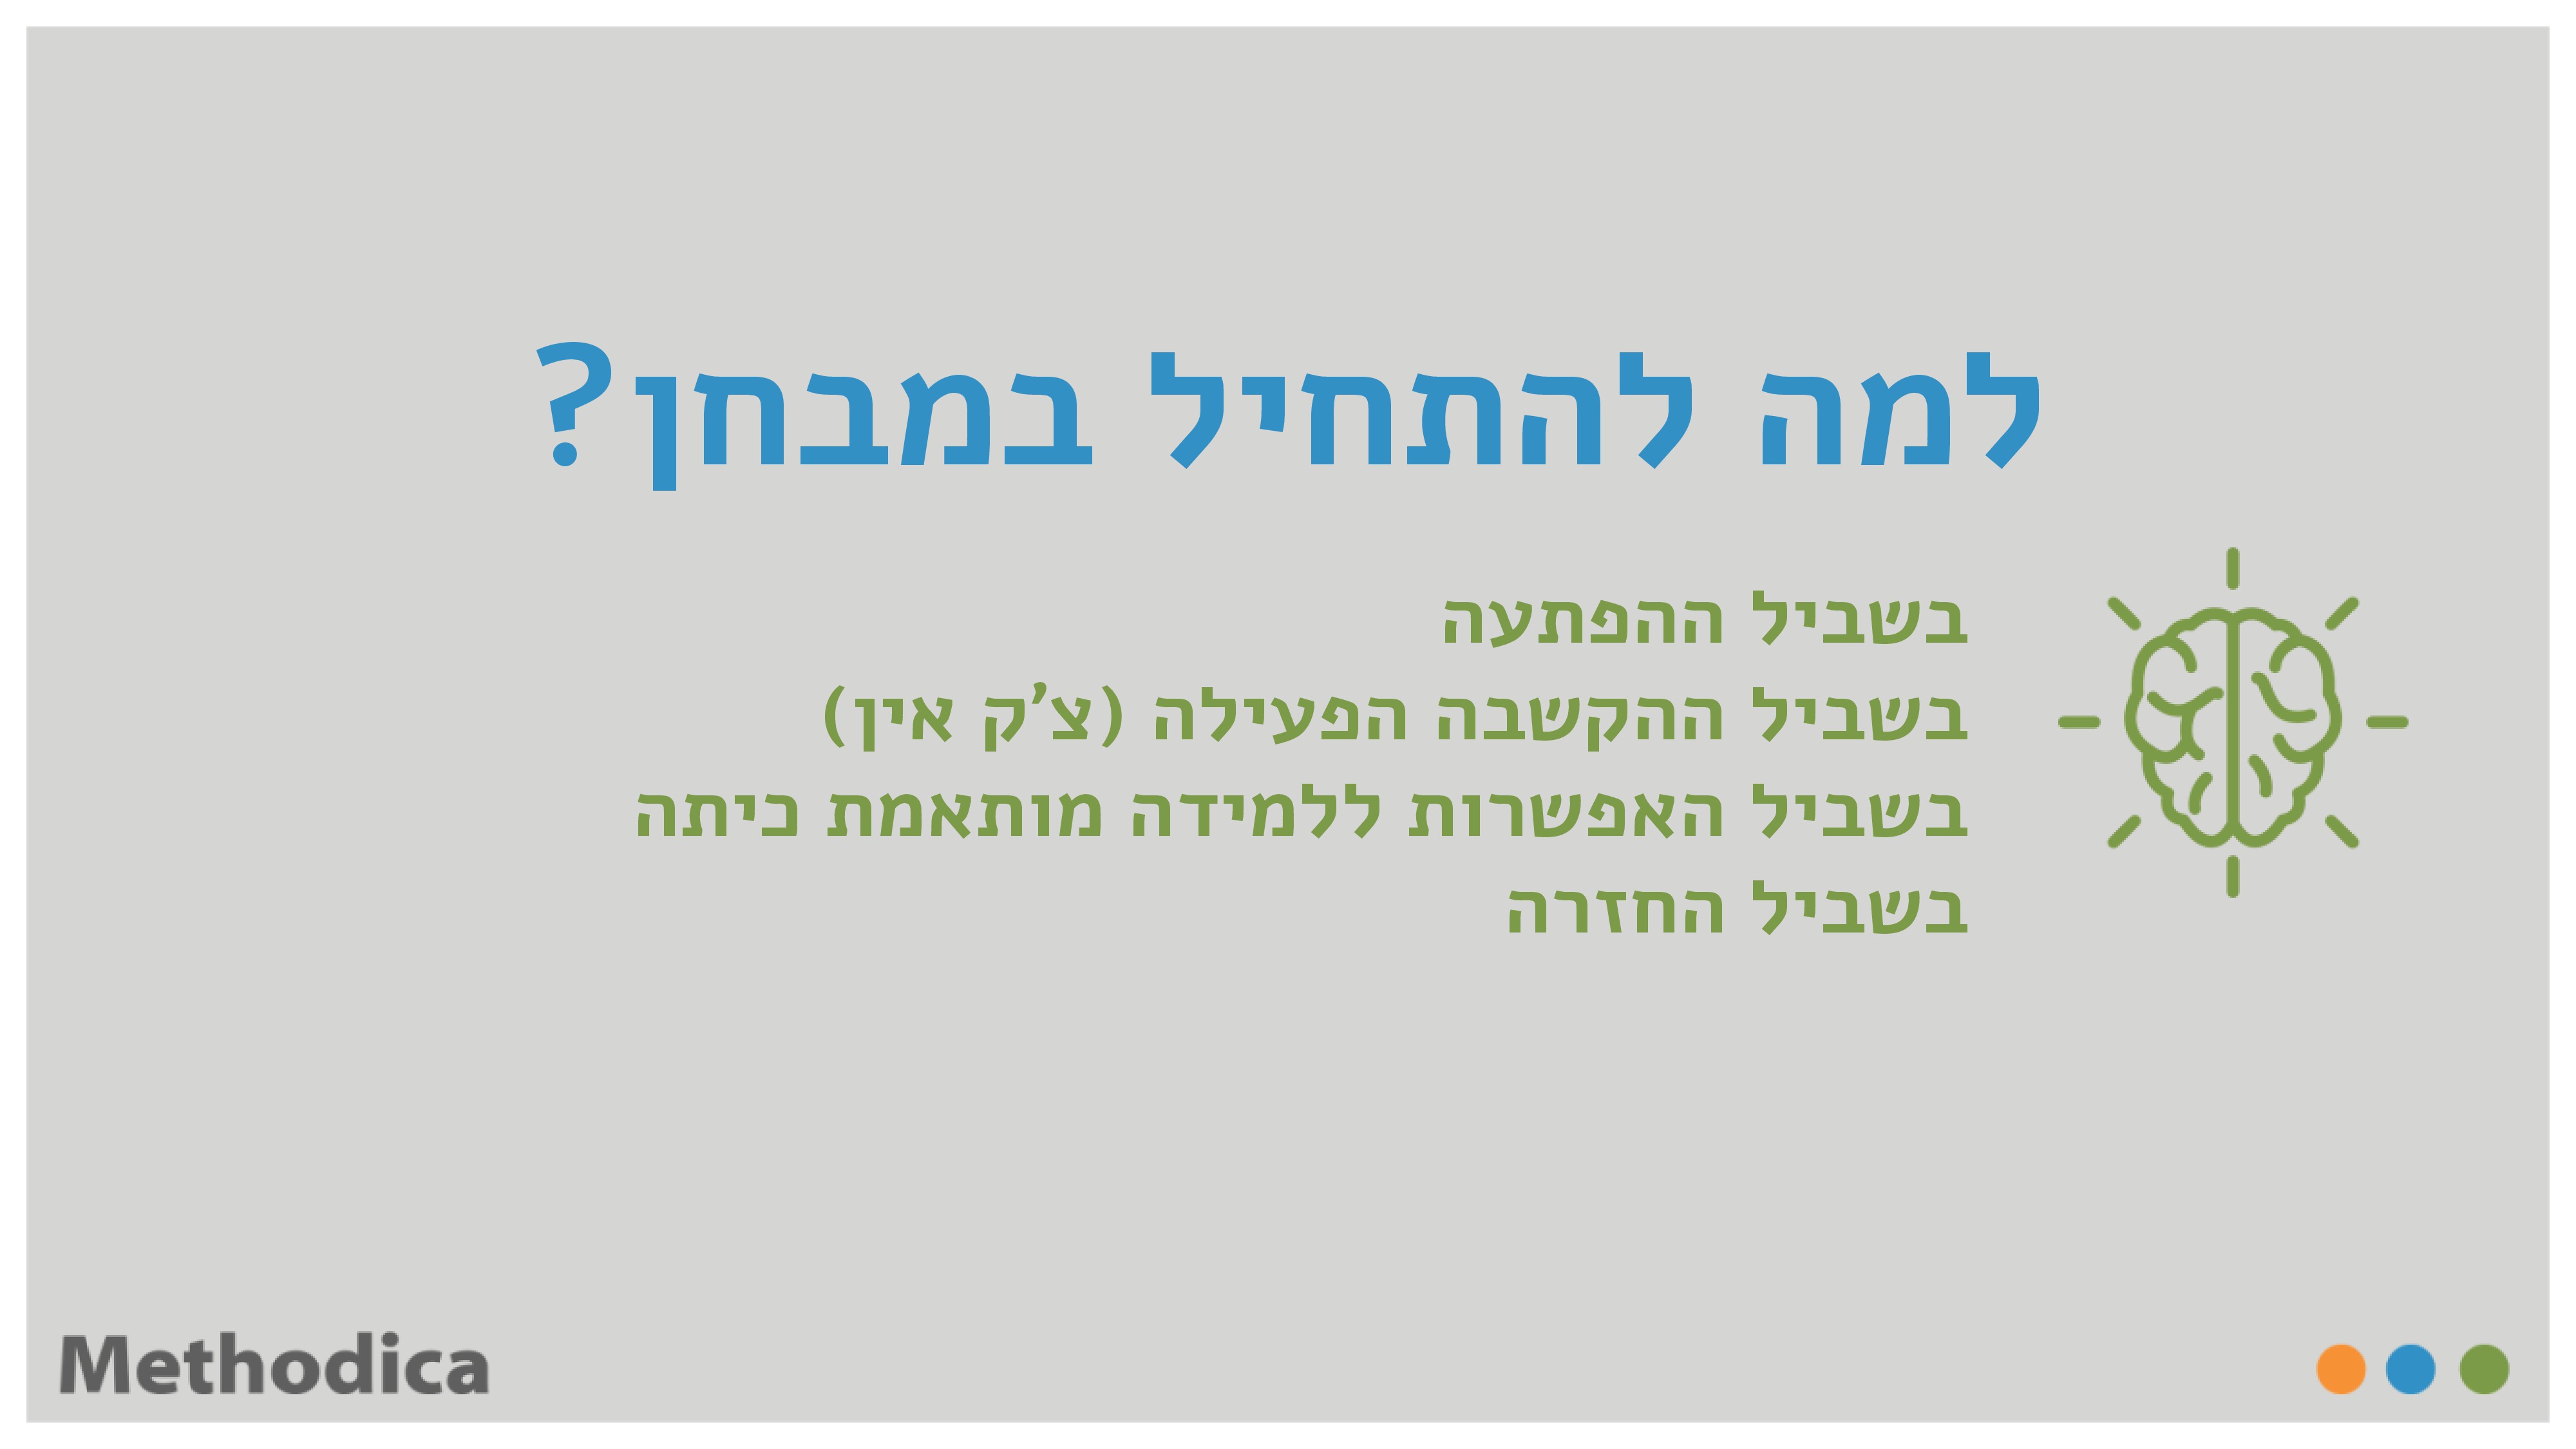 למה להתחיל במבחן?
בשביל ההפתעה
בשביל ההקשבה הפעילה (צ'ק אין)
בשביל האפשרות ללמידה מותאמת כיתה
בשביל החזרה
Methodica